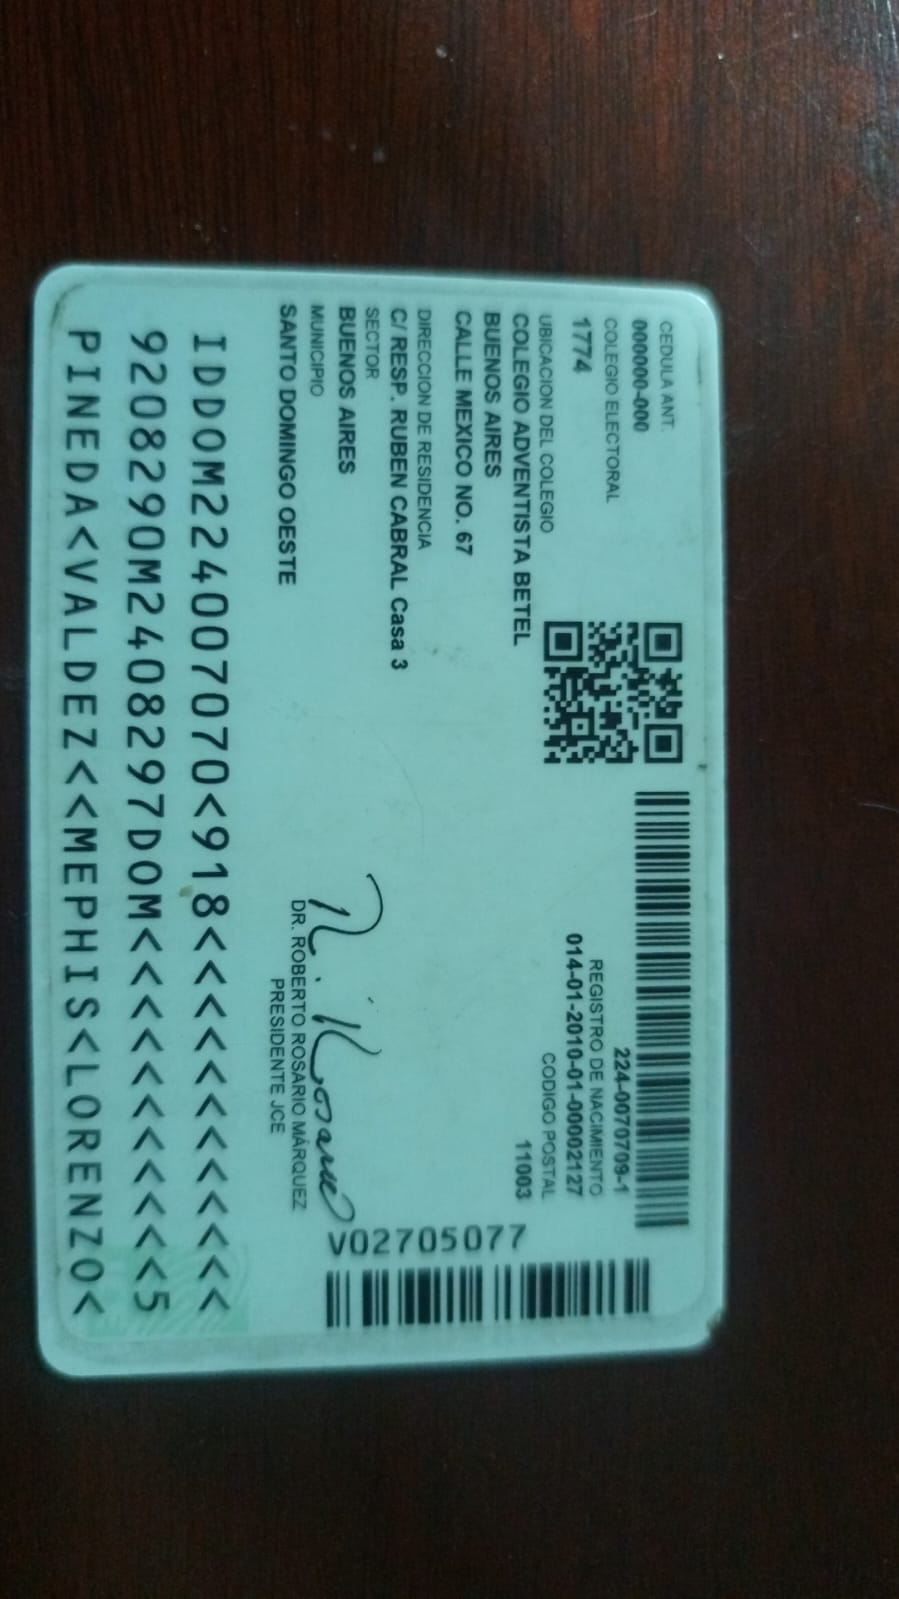 CEDULA ANT.
000000-000
COLEGIO ELECTORAL
1774
UBICACION DEL COLEGIO
COLEGIO ADVENTISTA BETEL
BUENOS AIRES
CALLE MEXICO NO. 67
DIRECCION DE RESIDENCIA
C/ RESP. RUBEN CABRAL Casa 3
SECTOR
BUENOS AIRES
MUNICIPIO
SANTO DOMINGO OESTE
224-0070709-1
REGISTRO DE NACIMIENTO
014-01-2010-01-00002127
CODIGO POSTAL
11003
V02705077
DR. ROBERTO ROSARIO MÁRQUEZ
PRESIDENTE JCE
IDDOM224007070<918<<<<<<<<<<<<
9208290M2408297DOM<<<<<<<<<<<5
PINEDA<VALDEZ<<MEPHIS<LORENZO<